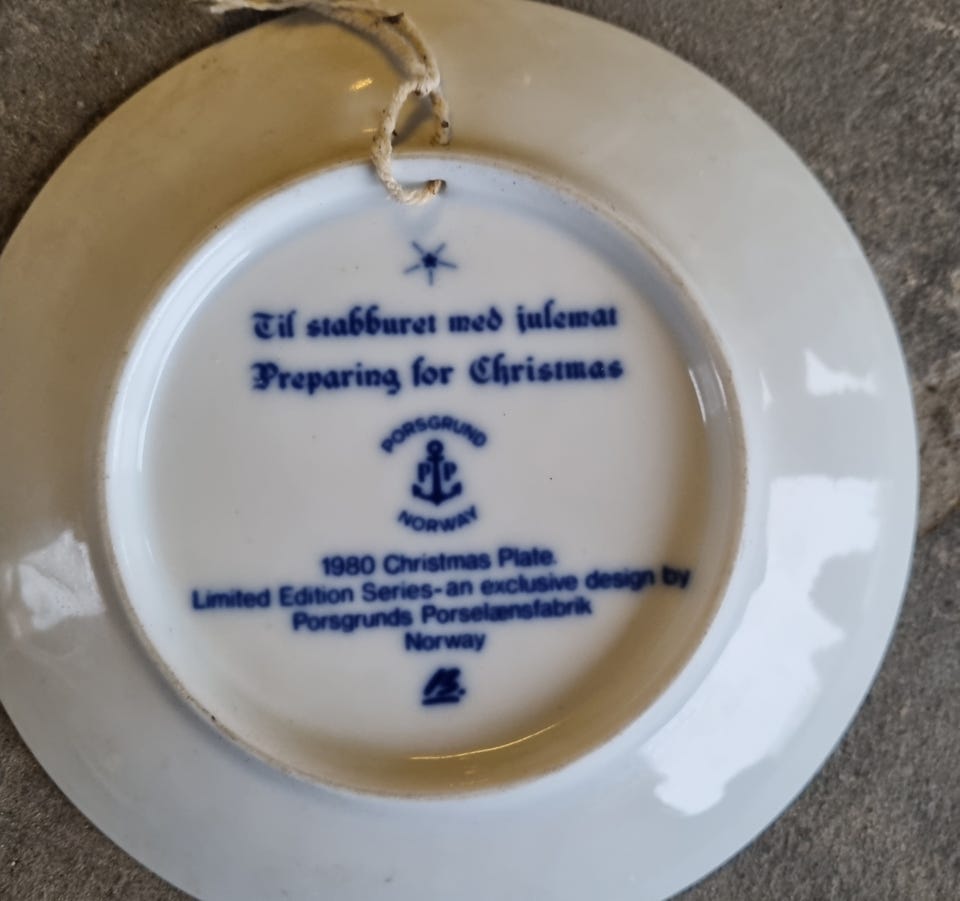 Til stabburet med julemat
Preparing for Christmas
PORSGRUND
P P
NORWAY
1980 Christmas Plate.
Limited Edition Series-an exclusive design by
Porsgrunds Porselænsfabrik
Norway